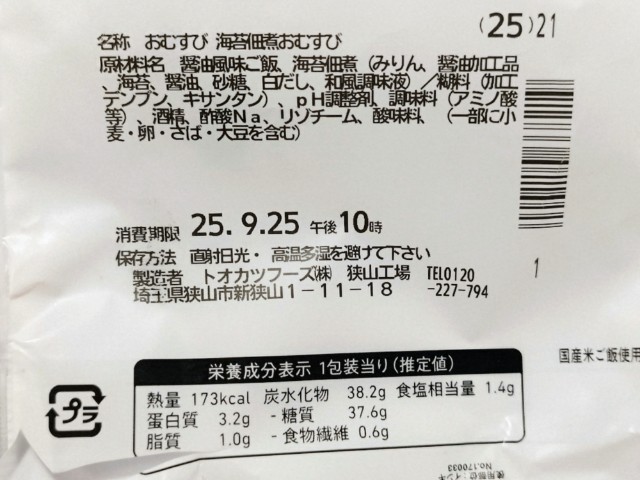 (25)21
名称 おむすび 海苔佃煮おむすび
原材料名 醤油風味ご飯、海苔佃煮(みりん、醤油加工品
、海苔、醤油、砂糖、白だし、和風調味液)/糊料(加工
デンプン、キサンタン)、pH調整剤、調味料(アミノ酸
等)、酒精、酢酸Na、リゾチーム、酸味料、(一部に小
麦・卵・さば・大豆を含む)
消費期限 25.9.25 午後10時
保存方法 直射日光・高温多湿を避けて下さい
製造者 トオカツフーズ㈱ 狭山工場 TEL0120
埼玉県狭山市新狭山1-11-18 -227-794
1
国産米ご飯使用
栄養成分表示 1包装当り(推定値)
熱量 173kcal 炭水化物 38.2g 食塩相当量 1.4g
蛋白質 3.2g - 糖質 37.6g
脂質 1.0g - 食物繊維 0.6g
プラ
使用部位:インキ
No.170033